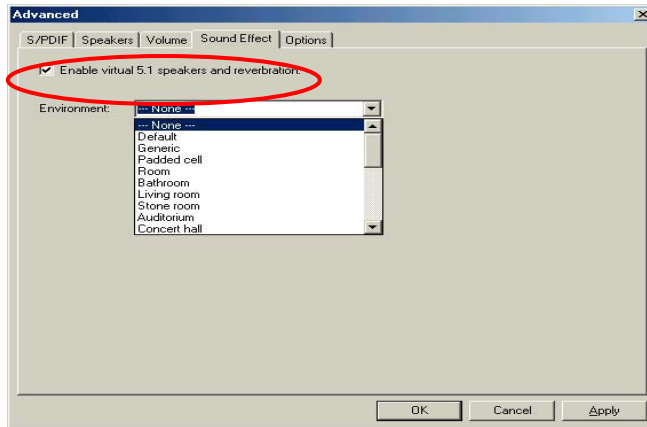 Advanced
S/PDIF Speakers Volume Sound Effect Options
Enable virtual 5.1 speakers and reverbration.
Environment: --- None ---
--- None ---
Default
Generic
Padded cell
Room
Bathroom
Living room
Stone room
Auditorium
Concert hall
OK Cancel Apply